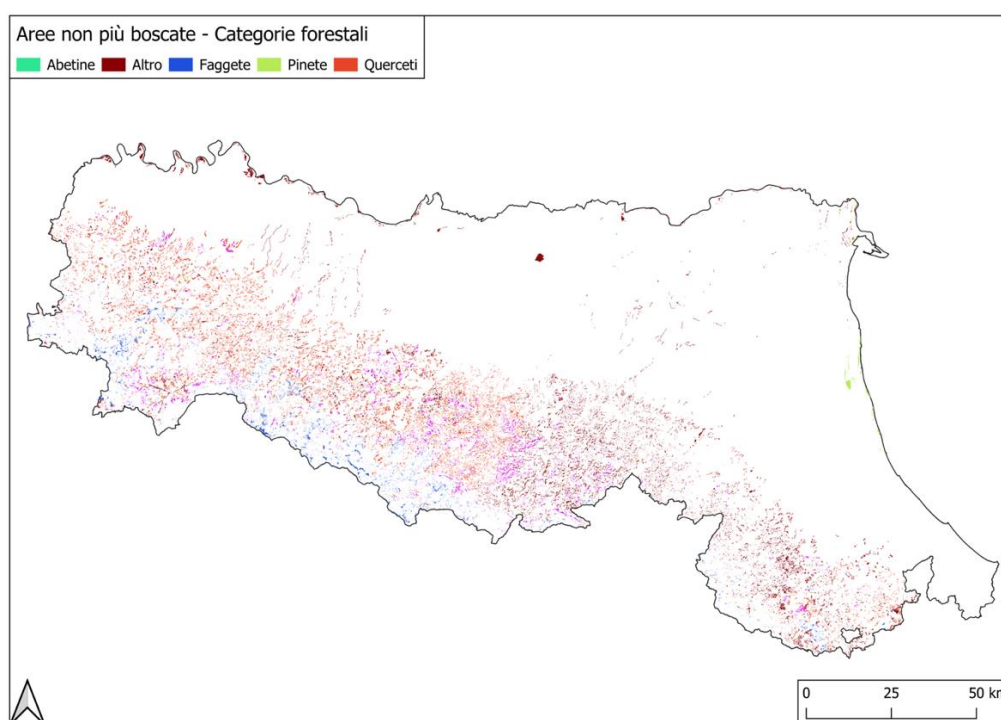 Aree non più boscate - Categorie forestali
Abetine Altro Faggete Pinete Querceti
0 25 50 km